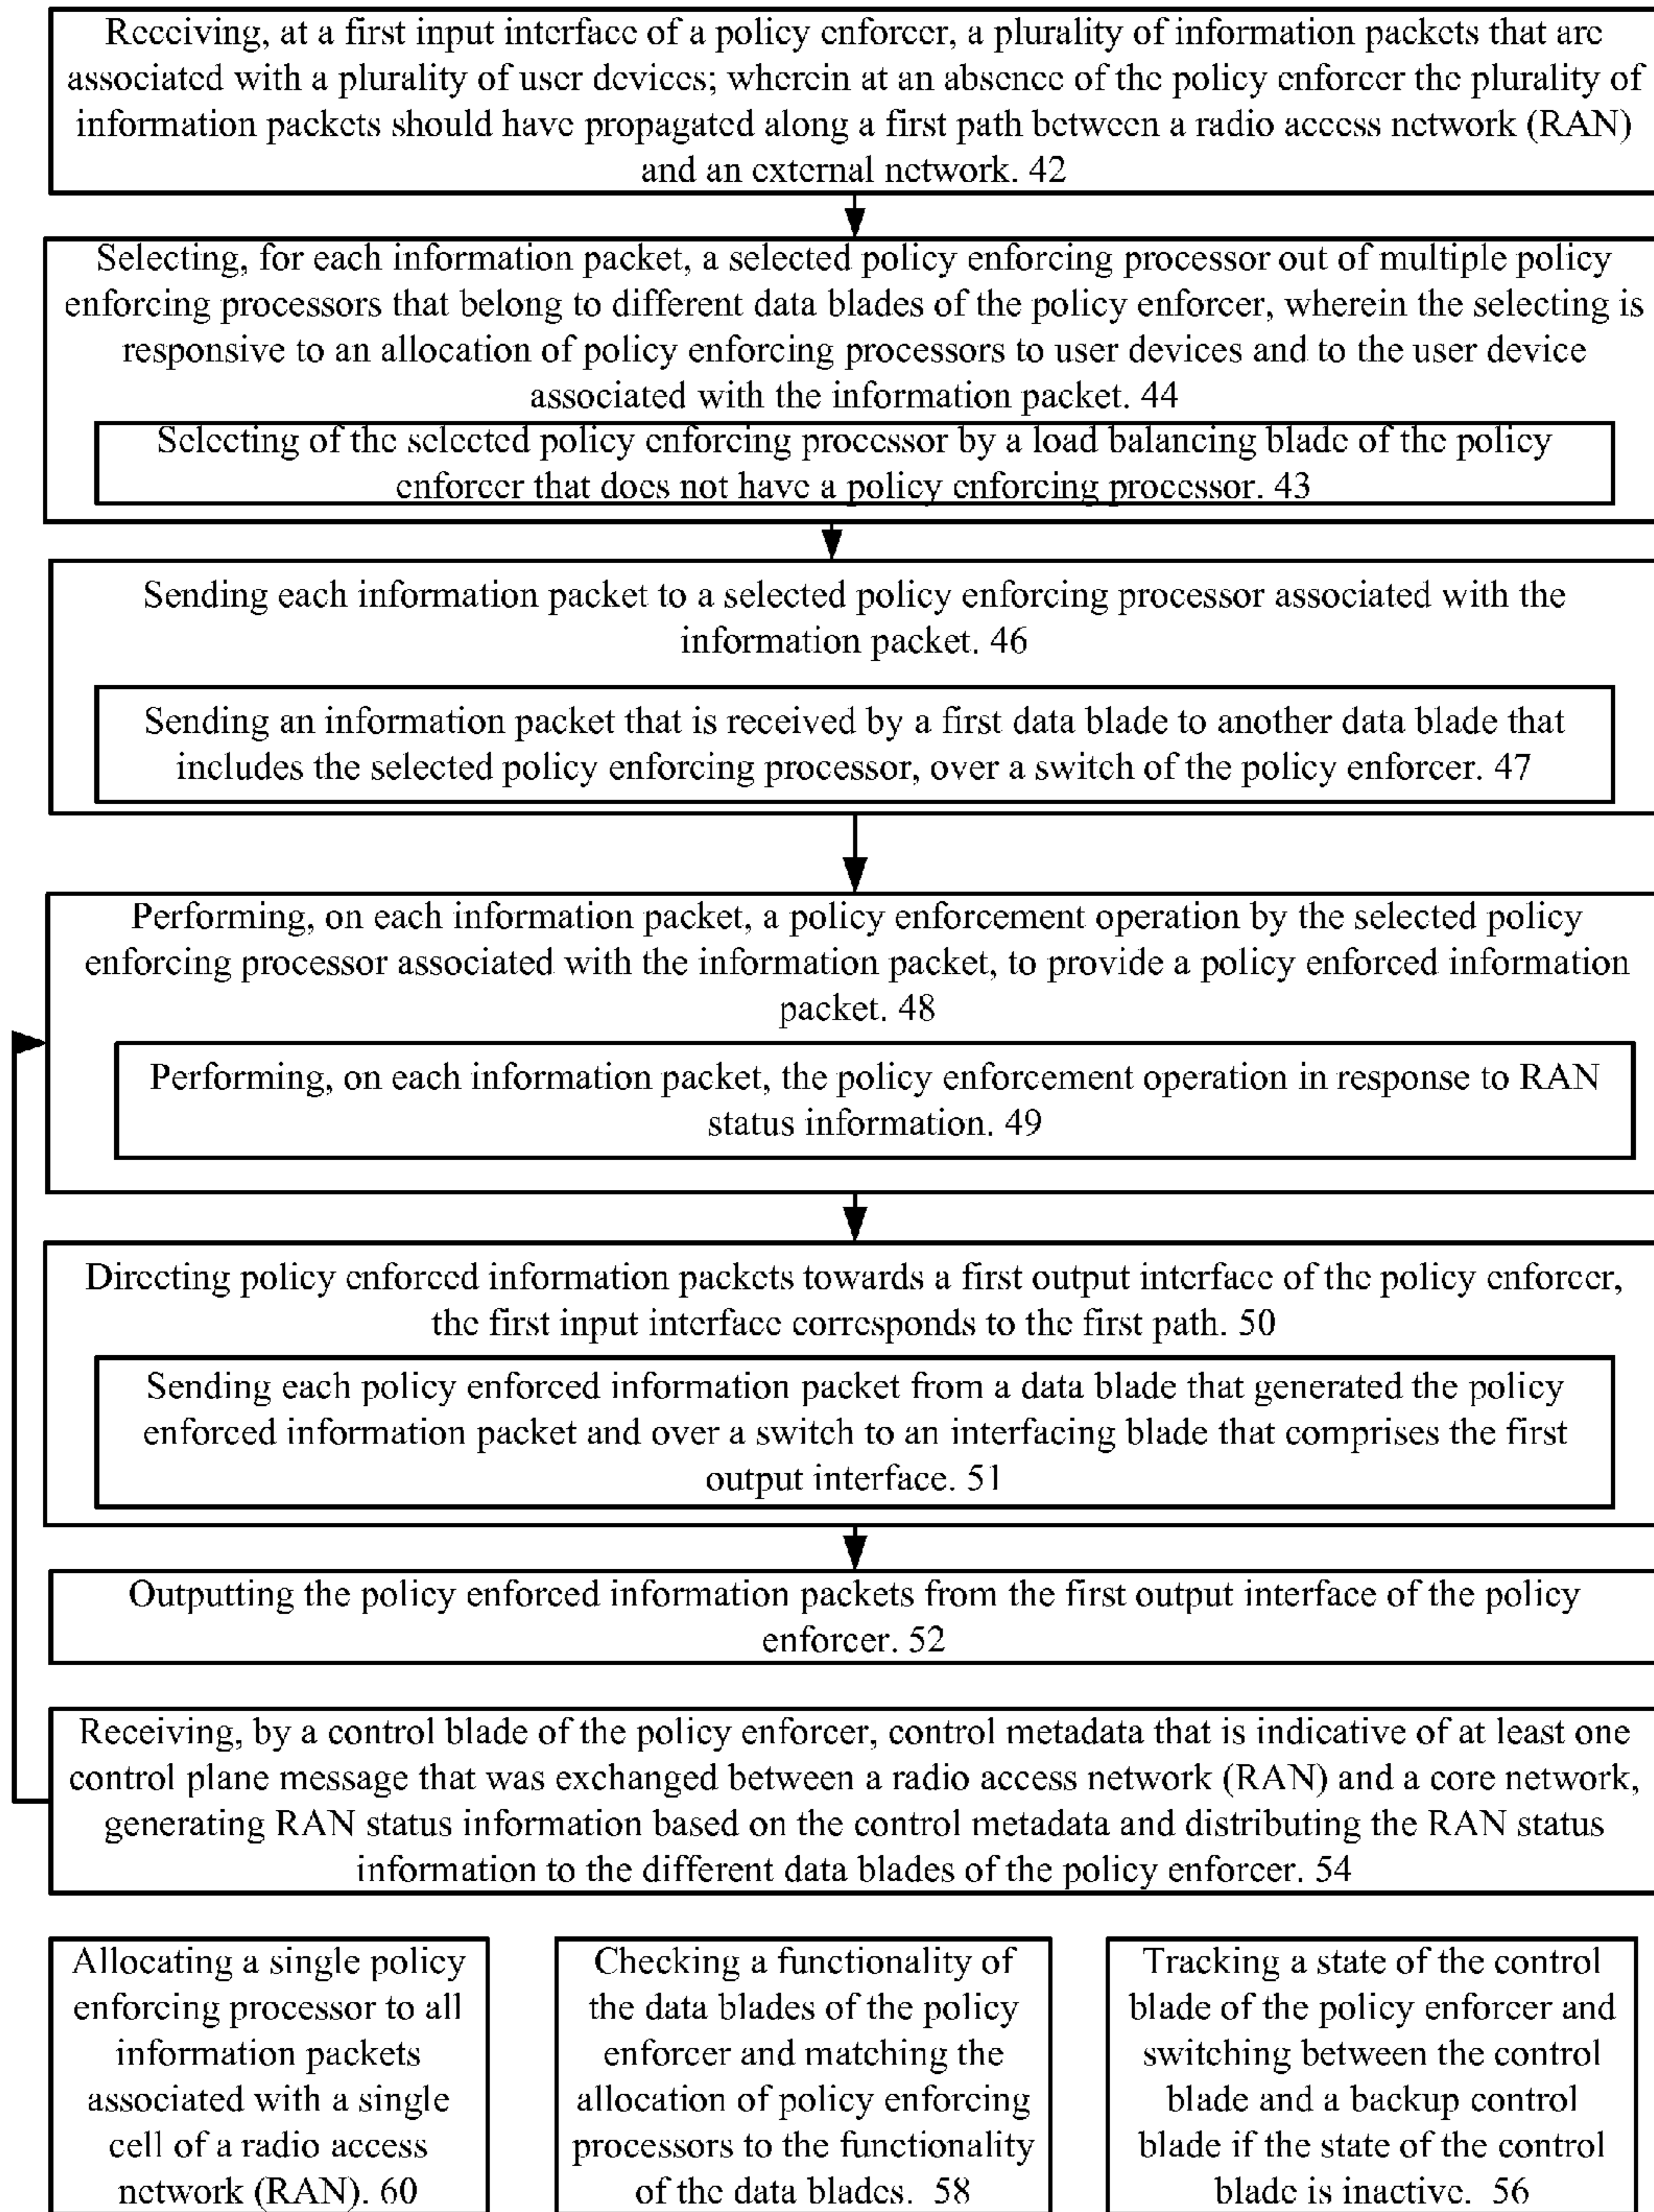 Receiving, at a first input interface of a policy enforcer, a plurality of information packets that are
associated with a plurality of user devices; wherein at an absence of the policy enforcer the plurality of
information packets should have propagated along a first path between a radio access network (RAN)
and an external network. 42
Selecting, for each information packet, a selected policy enforcing processor out of multiple policy
enforcing processors that belong to different data blades of the policy enforcer, wherein the selecting is
responsive to an allocation of policy enforcing processors to user devices and to the user device
associated with the information packet. 44
Selecting of the selected policy enforcing processor by a load balancing blade of the policy
enforcer that does not have a policy enforcing processor. 43
Sending each information packet to a selected policy enforcing processor associated with the
information packet. 46
Sending an information packet that is received by a first data blade to another data blade that
includes the selected policy enforcing processor, over a switch of the policy enforcer. 47
Performing, on each information packet, a policy enforcement operation by the selected policy
enforcing processor associated with the information packet, to provide a policy enforced information
packet. 48
Performing, on each information packet, the policy enforcement operation in response to RAN
status information. 49
Directing policy enforced information packets towards a first output interface of the policy enforcer,
the first input interface corresponds to the first path. 50
Sending each policy enforced information packet from a data blade that generated the policy
enforced information packet and over a switch to an interfacing blade that comprises the first
output interface. 51
Outputting the policy enforced information packets from the first output interface of the policy
enforcer. 52
Receiving, by a control blade of the policy enforcer, control metadata that is indicative of at least one
control plane message that was exchanged between a radio access network (RAN) and a core network,
generating RAN status information based on the control metadata and distributing the RAN status
information to the different data blades of the policy enforcer. 54
Allocating a single policy
enforcing processor to all
information packets
associated with a single
cell of a radio access
network (RAN). 60
Checking a functionality of
the data blades of the policy
enforcer and matching the
allocation of policy enforcing
processors to the functionality
of the data blades. 58
Tracking a state of the control
blade of the policy enforcer and
switching between the control
blade and a backup control
blade if the state of the control
blade is inactive. 56